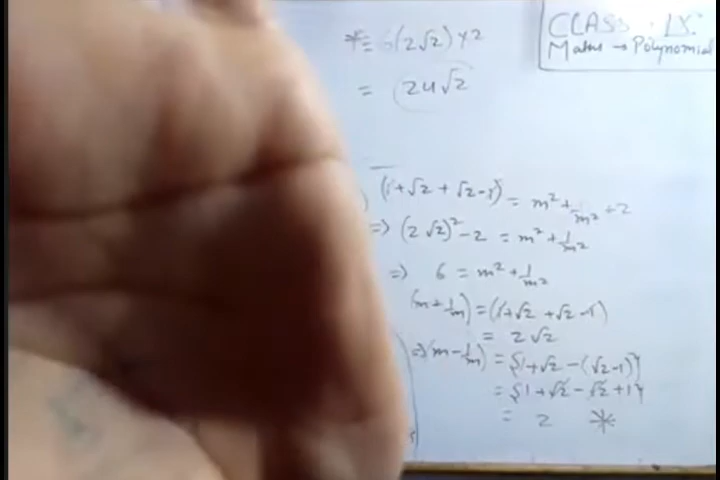 CLASS - IX.
Maths → Polynomial
* = 6(2√2) × 2
= 24√2
(1+√2 + √2-1) = m² + 1/m² + 2
=> (2√2)² - 2 = m² + 1/m²
=> 6 = m² + 1/m²
(m + 1/m) = (1+√2 + √2-1)
= 2√2
=> (m - 1/m) = {1+√2 - (√2-1)}
= {1+√2 - √2 + 1}
= 2 *